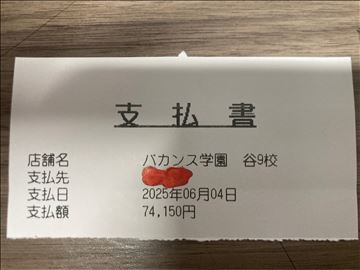 支払書
店舗名 バカンス学園 谷9校
支払先
支払日 2025年06月04日
支払額 74,150円